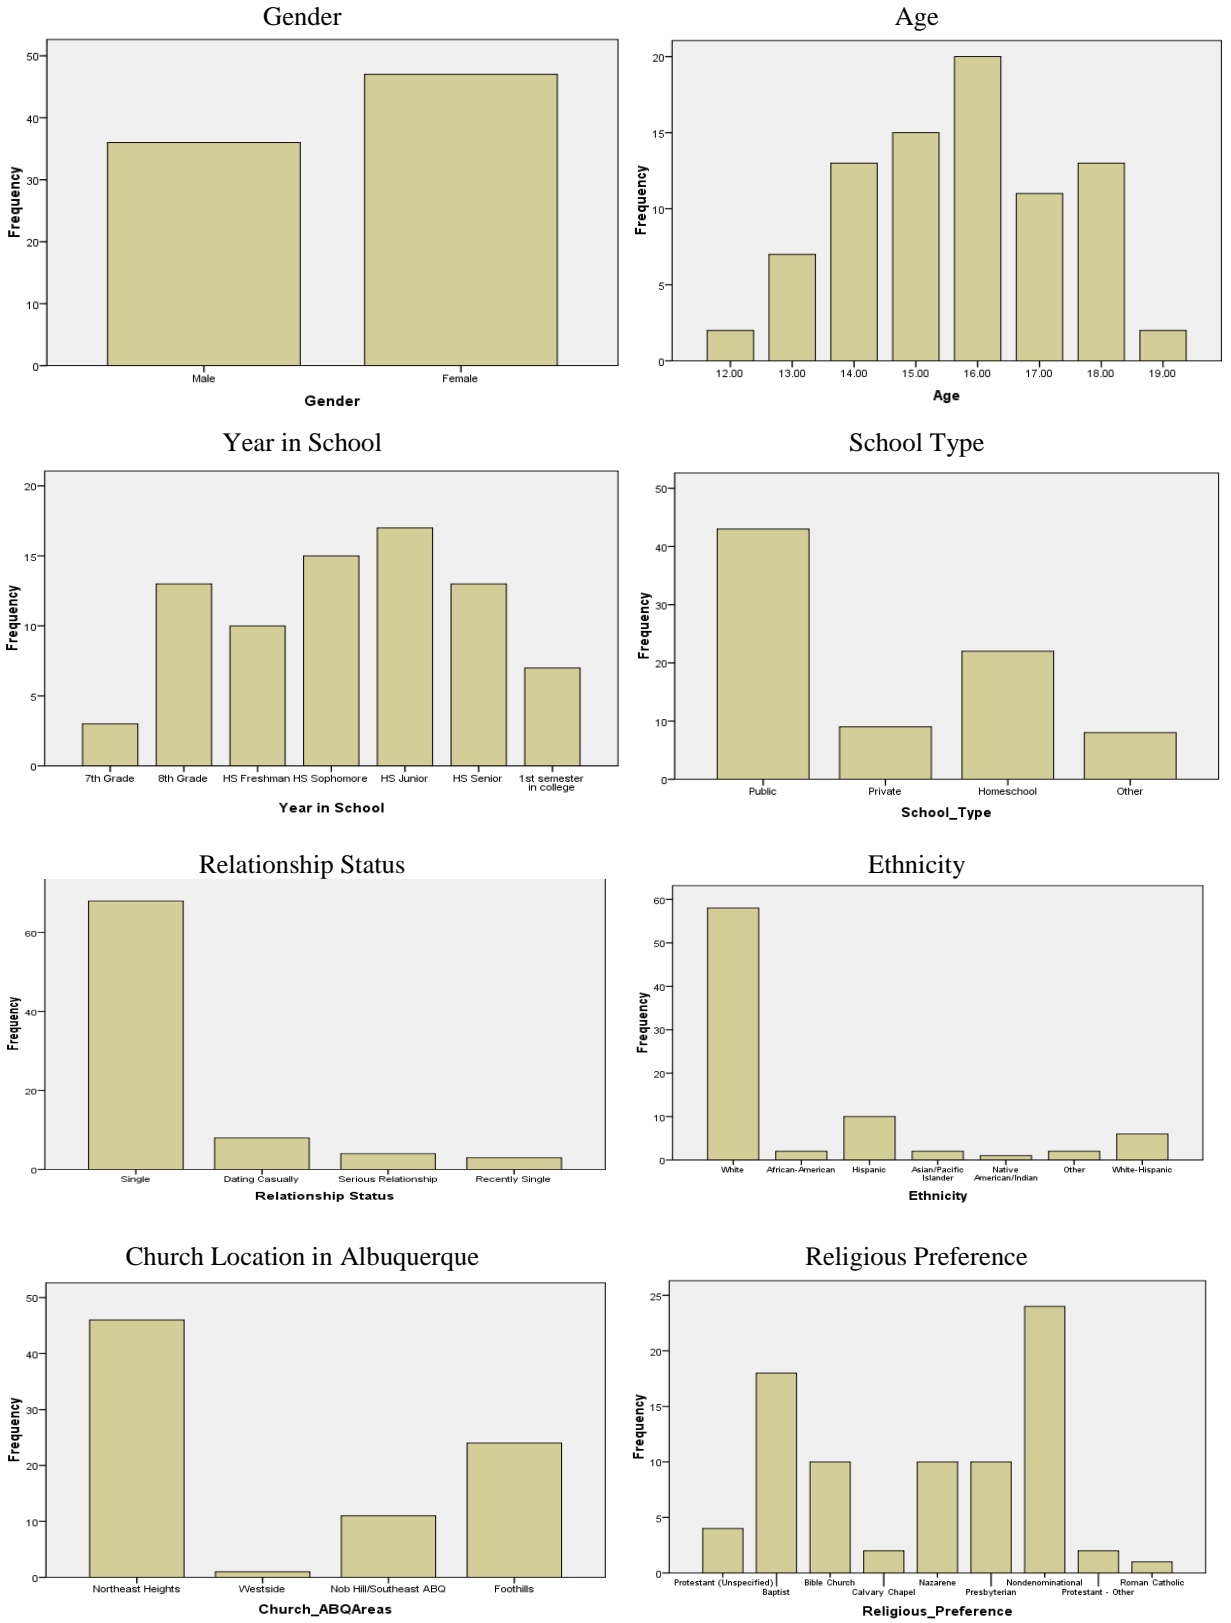 Gender
50
40
30
20
10
0
Frequency
Male
Female
Gender
Age
20
15
10
5
0
Frequency
12.00
13.00
14.00
15.00
16.00
17.00
18.00
19.00
Age
Year in School
20
15
10
5
0
Frequency
7th Grade
8th Grade
HS Freshman
HS Sophomore
HS Junior
HS Senior
1st semester
in college
Year in School
School Type
50
40
30
20
10
0
Frequency
Public
Private
Homeschool
Other
School_Type
Relationship Status
60
40
20
0
Frequency
Single
Dating Casually
Serious Relationship
Recently Single
Relationship Status
Ethnicity
60
50
40
30
20
10
0
Frequency
White
African-American
Hispanic
Asian/Pacific
Islander
Native
American/Indian
Other
White-Hispanic
Ethnicity
Church Location in Albuquerque
50
40
30
20
10
0
Frequency
Northeast Heights
Westside
Nob Hill/Southeast ABQ
Foothills
Church_ABQAreas
Religious Preference
25
20
15
10
5
0
Frequency
Protestant (Unspecified)
Baptist
Bible Church
Calvary Chapel
Nazarene
Presbyterian
Nondenominational
Protestant - Other
Roman Catholic
Religious_Preference